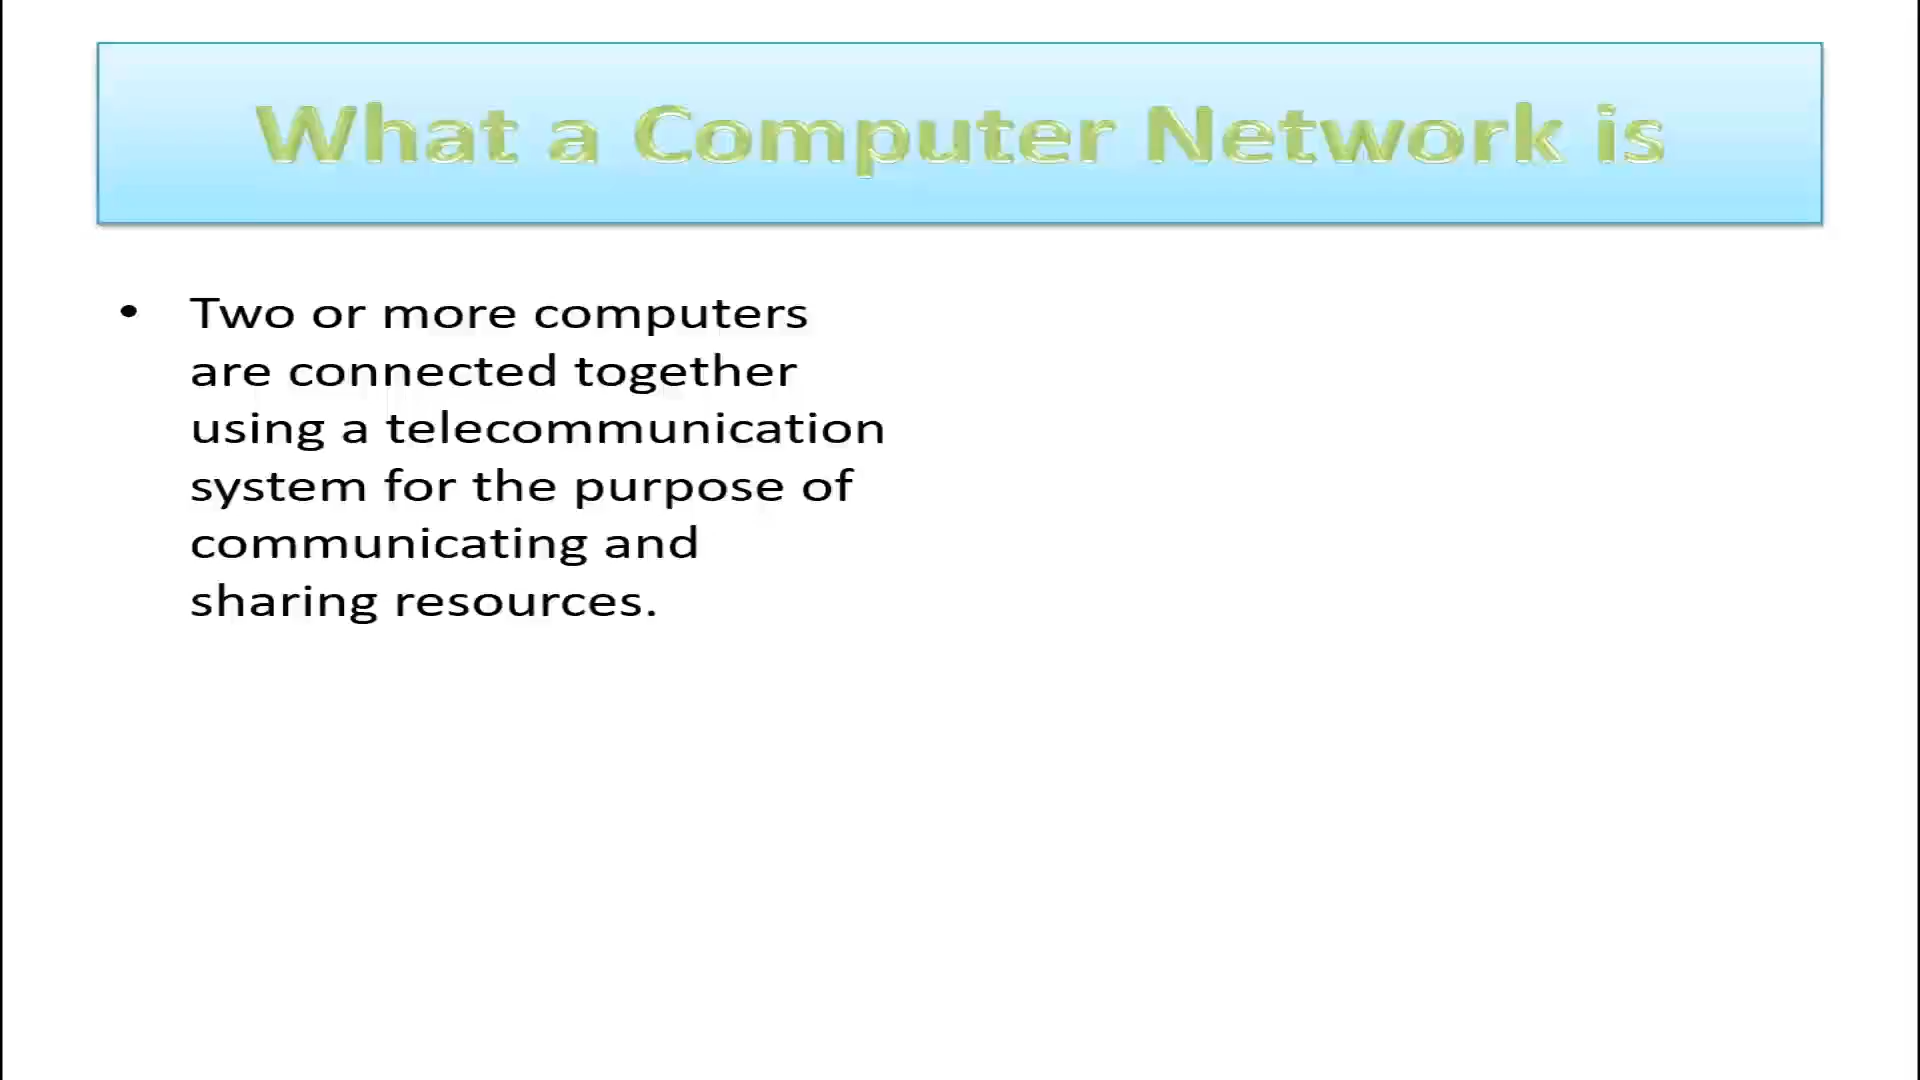 What a Computer Network is
• Two or more computers
are connected together
using a telecommunication
system for the purpose of
communicating and
sharing resources.